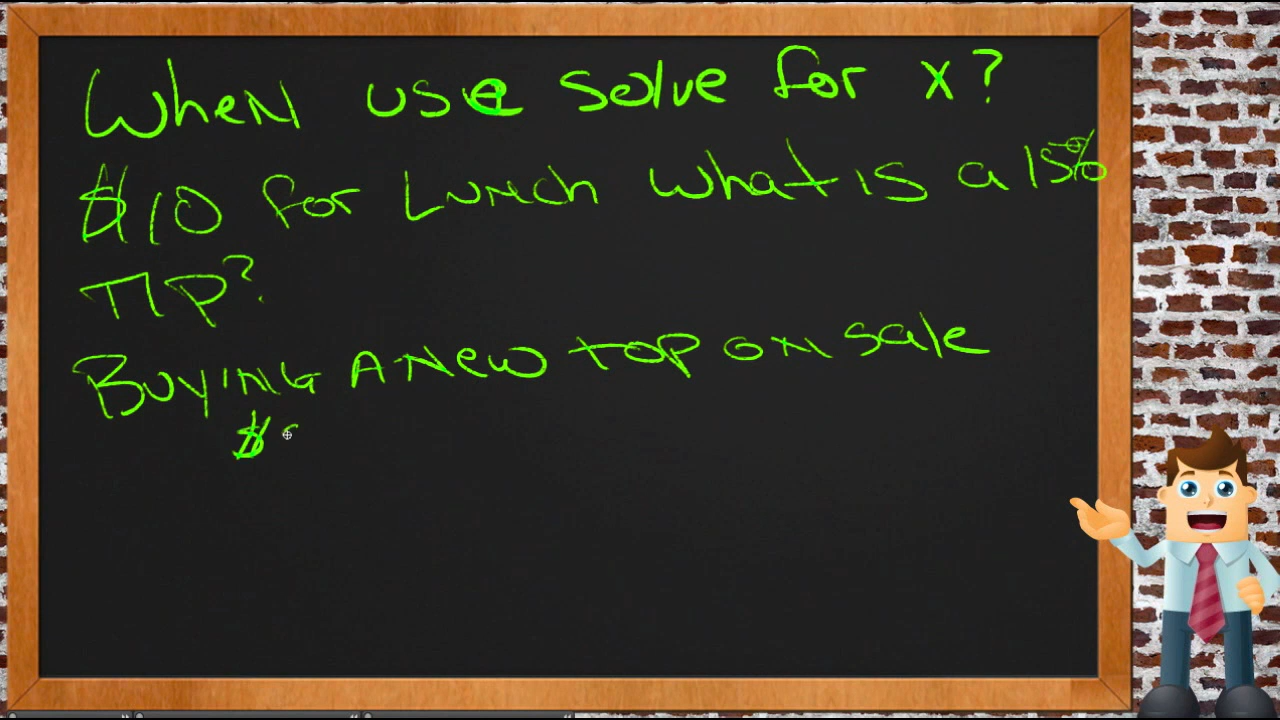 WheN use solve for x?
$10 for Lunch what is a 15%
TIP?
BuyING A New top on sale
$